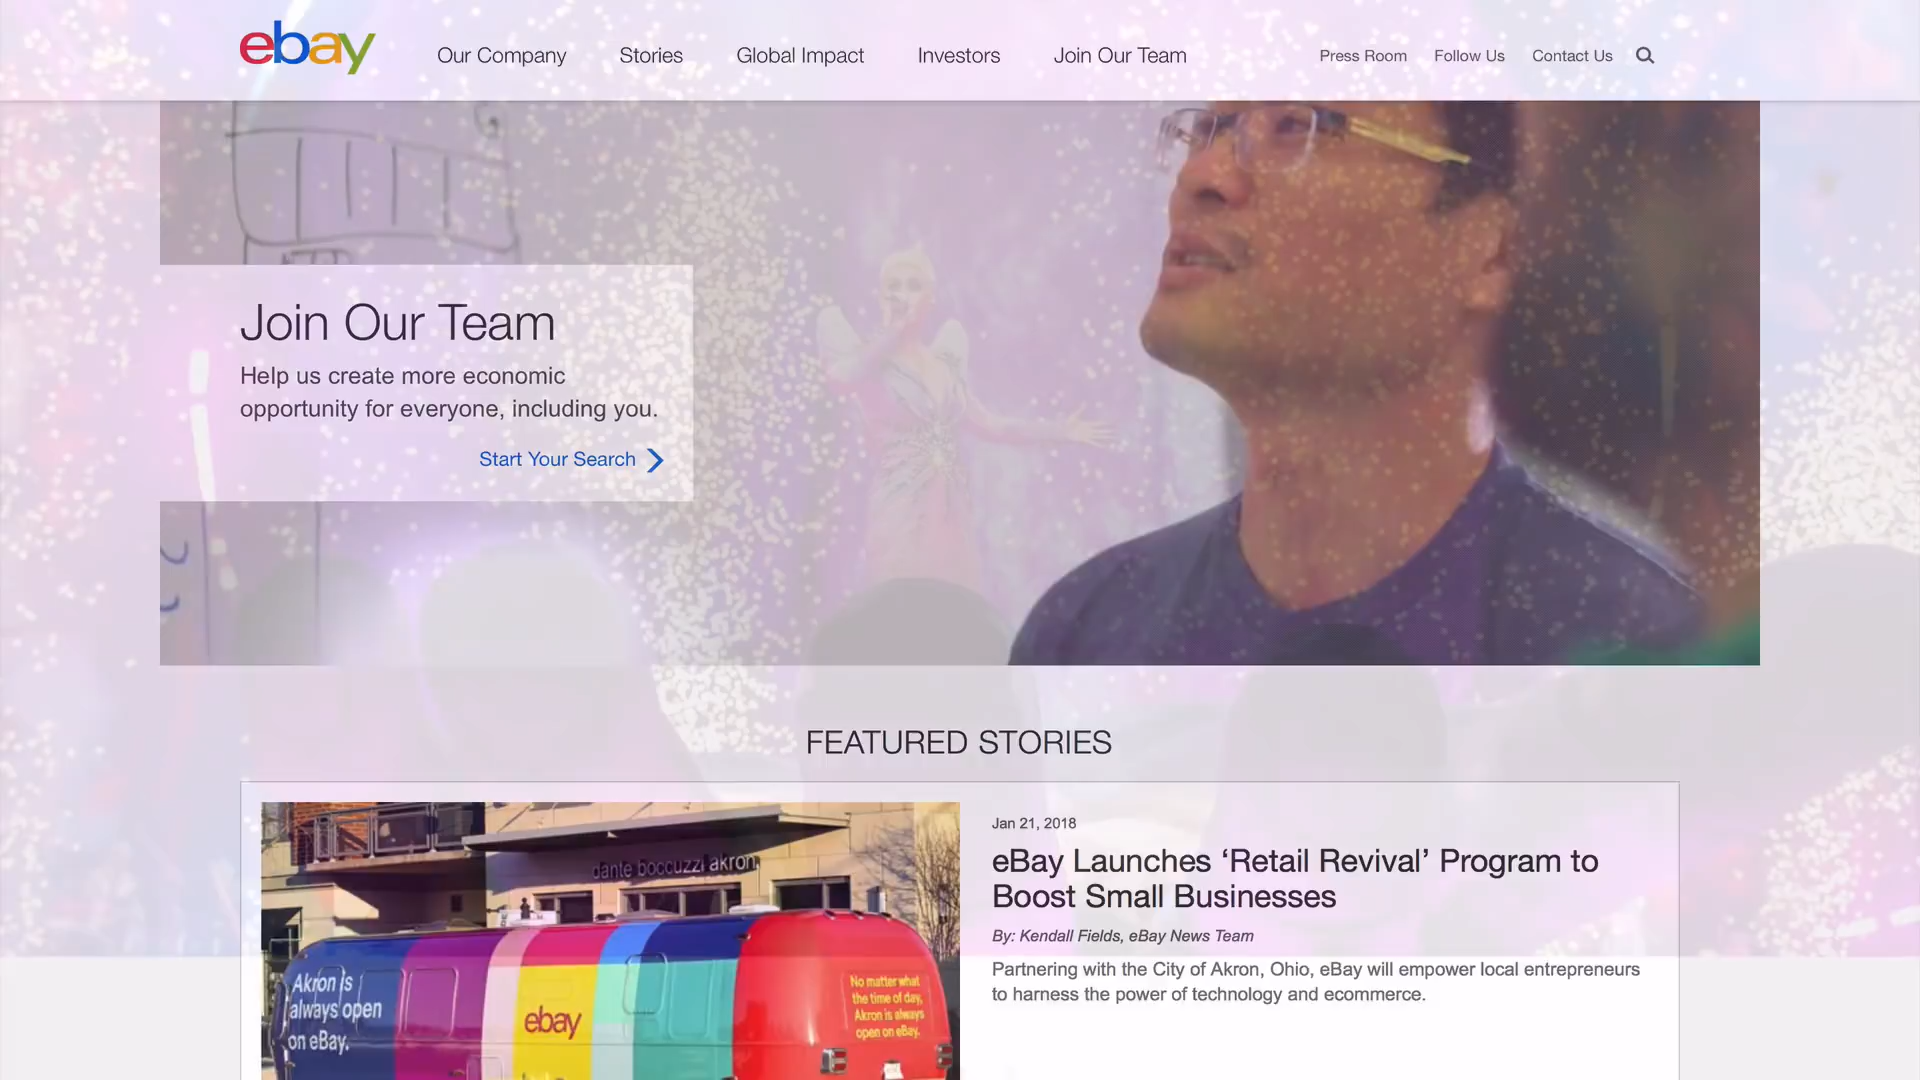 ebay
Our Company
Stories
Global Impact
Investors
Join Our Team
Press Room
Follow Us
Contact Us
Join Our Team
Help us create more economic
opportunity for everyone, including you.
Start Your Search
FEATURED STORIES
dante boccuzzi akron.
Akron is
always open
on eBay.
ebay
No matter what
the time of day,
Akron is always
open on eBay.
Jan 21, 2018
eBay Launches ‘Retail Revival’ Program to
Boost Small Businesses
By: Kendall Fields, eBay News Team
Partnering with the City of Akron, Ohio, eBay will empower local entrepreneurs
to harness the power of technology and ecommerce.